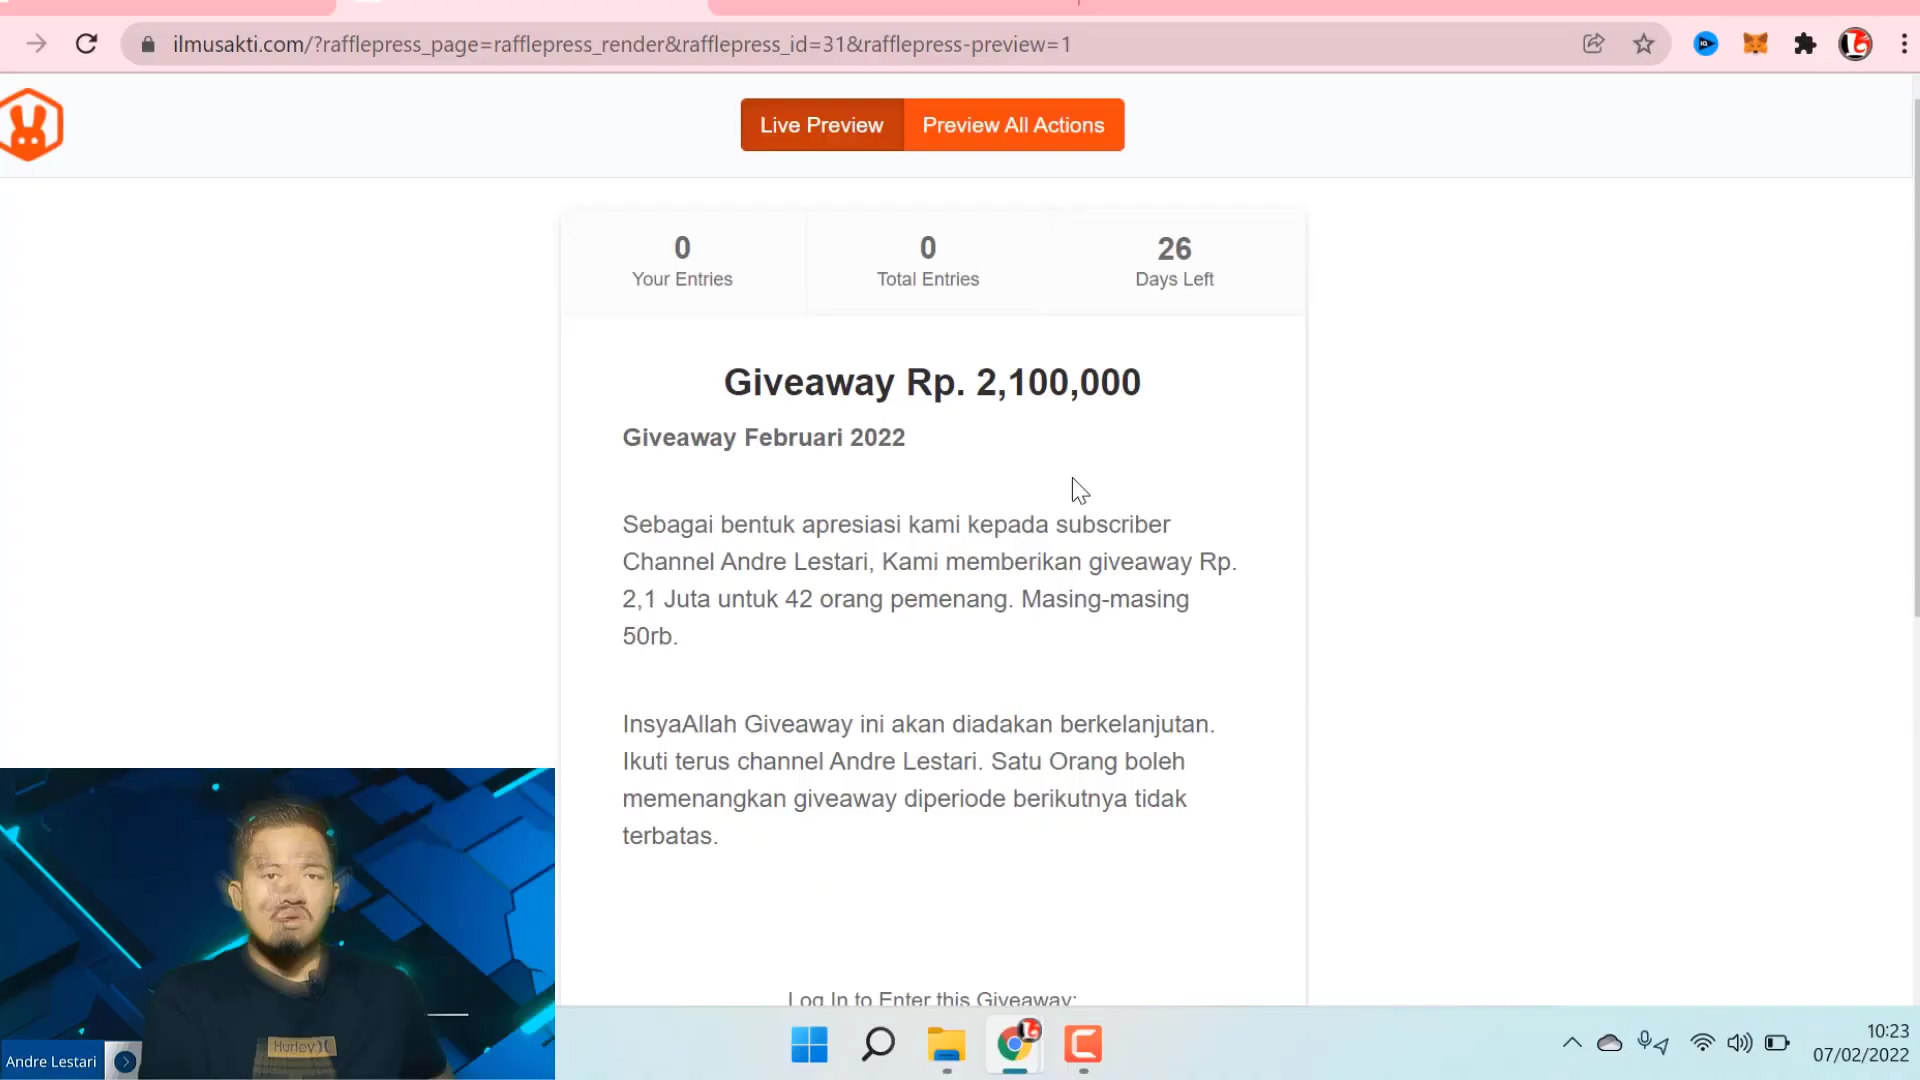 ilmusakti.com/?rafflepress_page=rafflepress_render&rafflepress_id=31&rafflepress-preview=1
Live Preview
Preview All Actions
0
Your Entries
0
Total Entries
26
Days Left
Giveaway Rp. 2,100,000
Giveaway Februari 2022
Sebagai bentuk apresiasi kami kepada subscriber
Channel Andre Lestari, Kami memberikan giveaway Rp.
2,1 Juta untuk 42 orang pemenang. Masing-masing
50rb.
InsyaAllah Giveaway ini akan diadakan berkelanjutan.
Ikuti terus channel Andre Lestari. Satu Orang boleh
memenangkan giveaway diperiode berikutnya tidak
terbatas.
Log In to Enter this Giveaway:
Hurley
Andre Lestari
10:23
07/02/2022